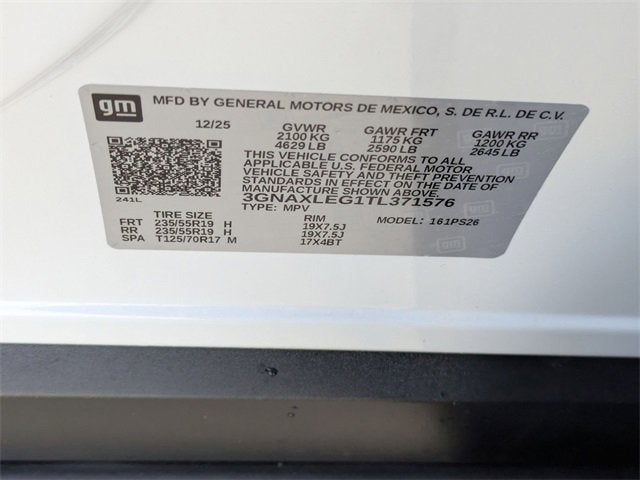 gm MFD BY GENERAL MOTORS DE MEXICO, S. DE R.L. DE C.V.
12/25 GVWR GAWR FRT GAWR RR
2100 KG 1175 KG 1200 KG
4629 LB 2590 LB 2645 LB
THIS VEHICLE CONFORMS TO ALL
APPLICABLE U.S. FEDERAL MOTOR
VEHICLE SAFETY AND THEFT PREVENTION
STANDARDS IN EFFECT ON THE DATE OF
MANUFACTURE SHOWN ABOVE.
241L 3GNAXLEG1TL371576
TYPE: MPV MODEL: 161PS26
TIRE SIZE RIM
FRT 235/55R19 H 19X7.5J
RR 235/55R19 H 19X7.5J
SPA T125/70R17 M 17X4BT